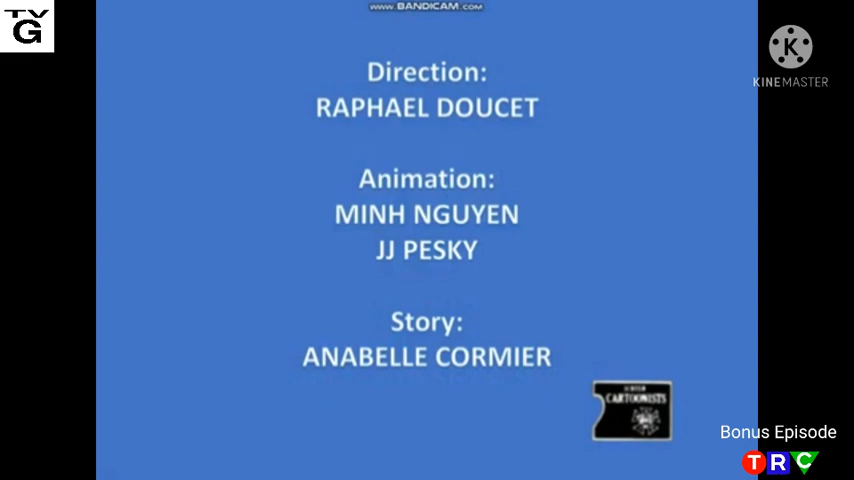 www.BANDICAM.com
TV
G
K
KINEMASTER
Direction:
RAPHAEL DOUCET
Animation:
MINH NGUYEN
JJ PESKY
Story:
ANABELLE CORMIER
CARTOONISTS
Bonus Episode
TRC